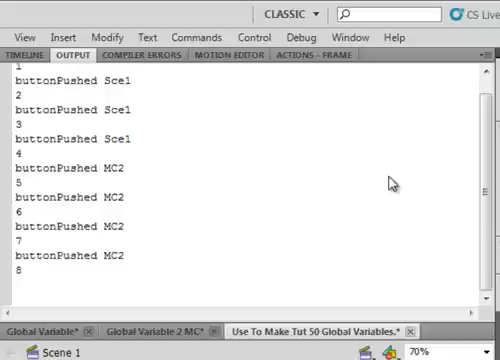 CLASSIC
CS Live
View Insert Modify Text Commands Control Debug Window Help
TIMELINE OUTPUT COMPILER ERRORS MOTION EDITOR ACTIONS - FRAME
1
buttonPushed Sce1
2
buttonPushed Sce1
3
buttonPushed Sce1
4
buttonPushed MC2
5
buttonPushed MC2
6
buttonPushed MC2
7
buttonPushed MC2
8
Global Variable* Global Variable 2 MC* Use To Make Tut 50 Global Variables.*
Scene 1 70%